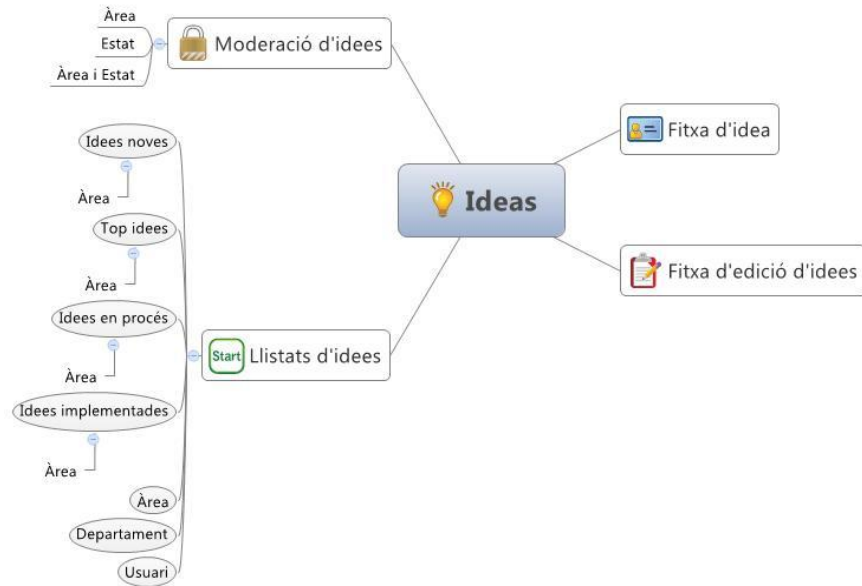 Àrea
Estat
Àrea i Estat
Moderació d'idees
Fitxa d'idea
Ideas
Fitxa d'edició d'idees
Idees noves
Àrea
Top idees
Àrea
Idees en procés
Àrea
Idees implementades
Àrea
Àrea
Departament
Usuari
Start
Llistats d'idees